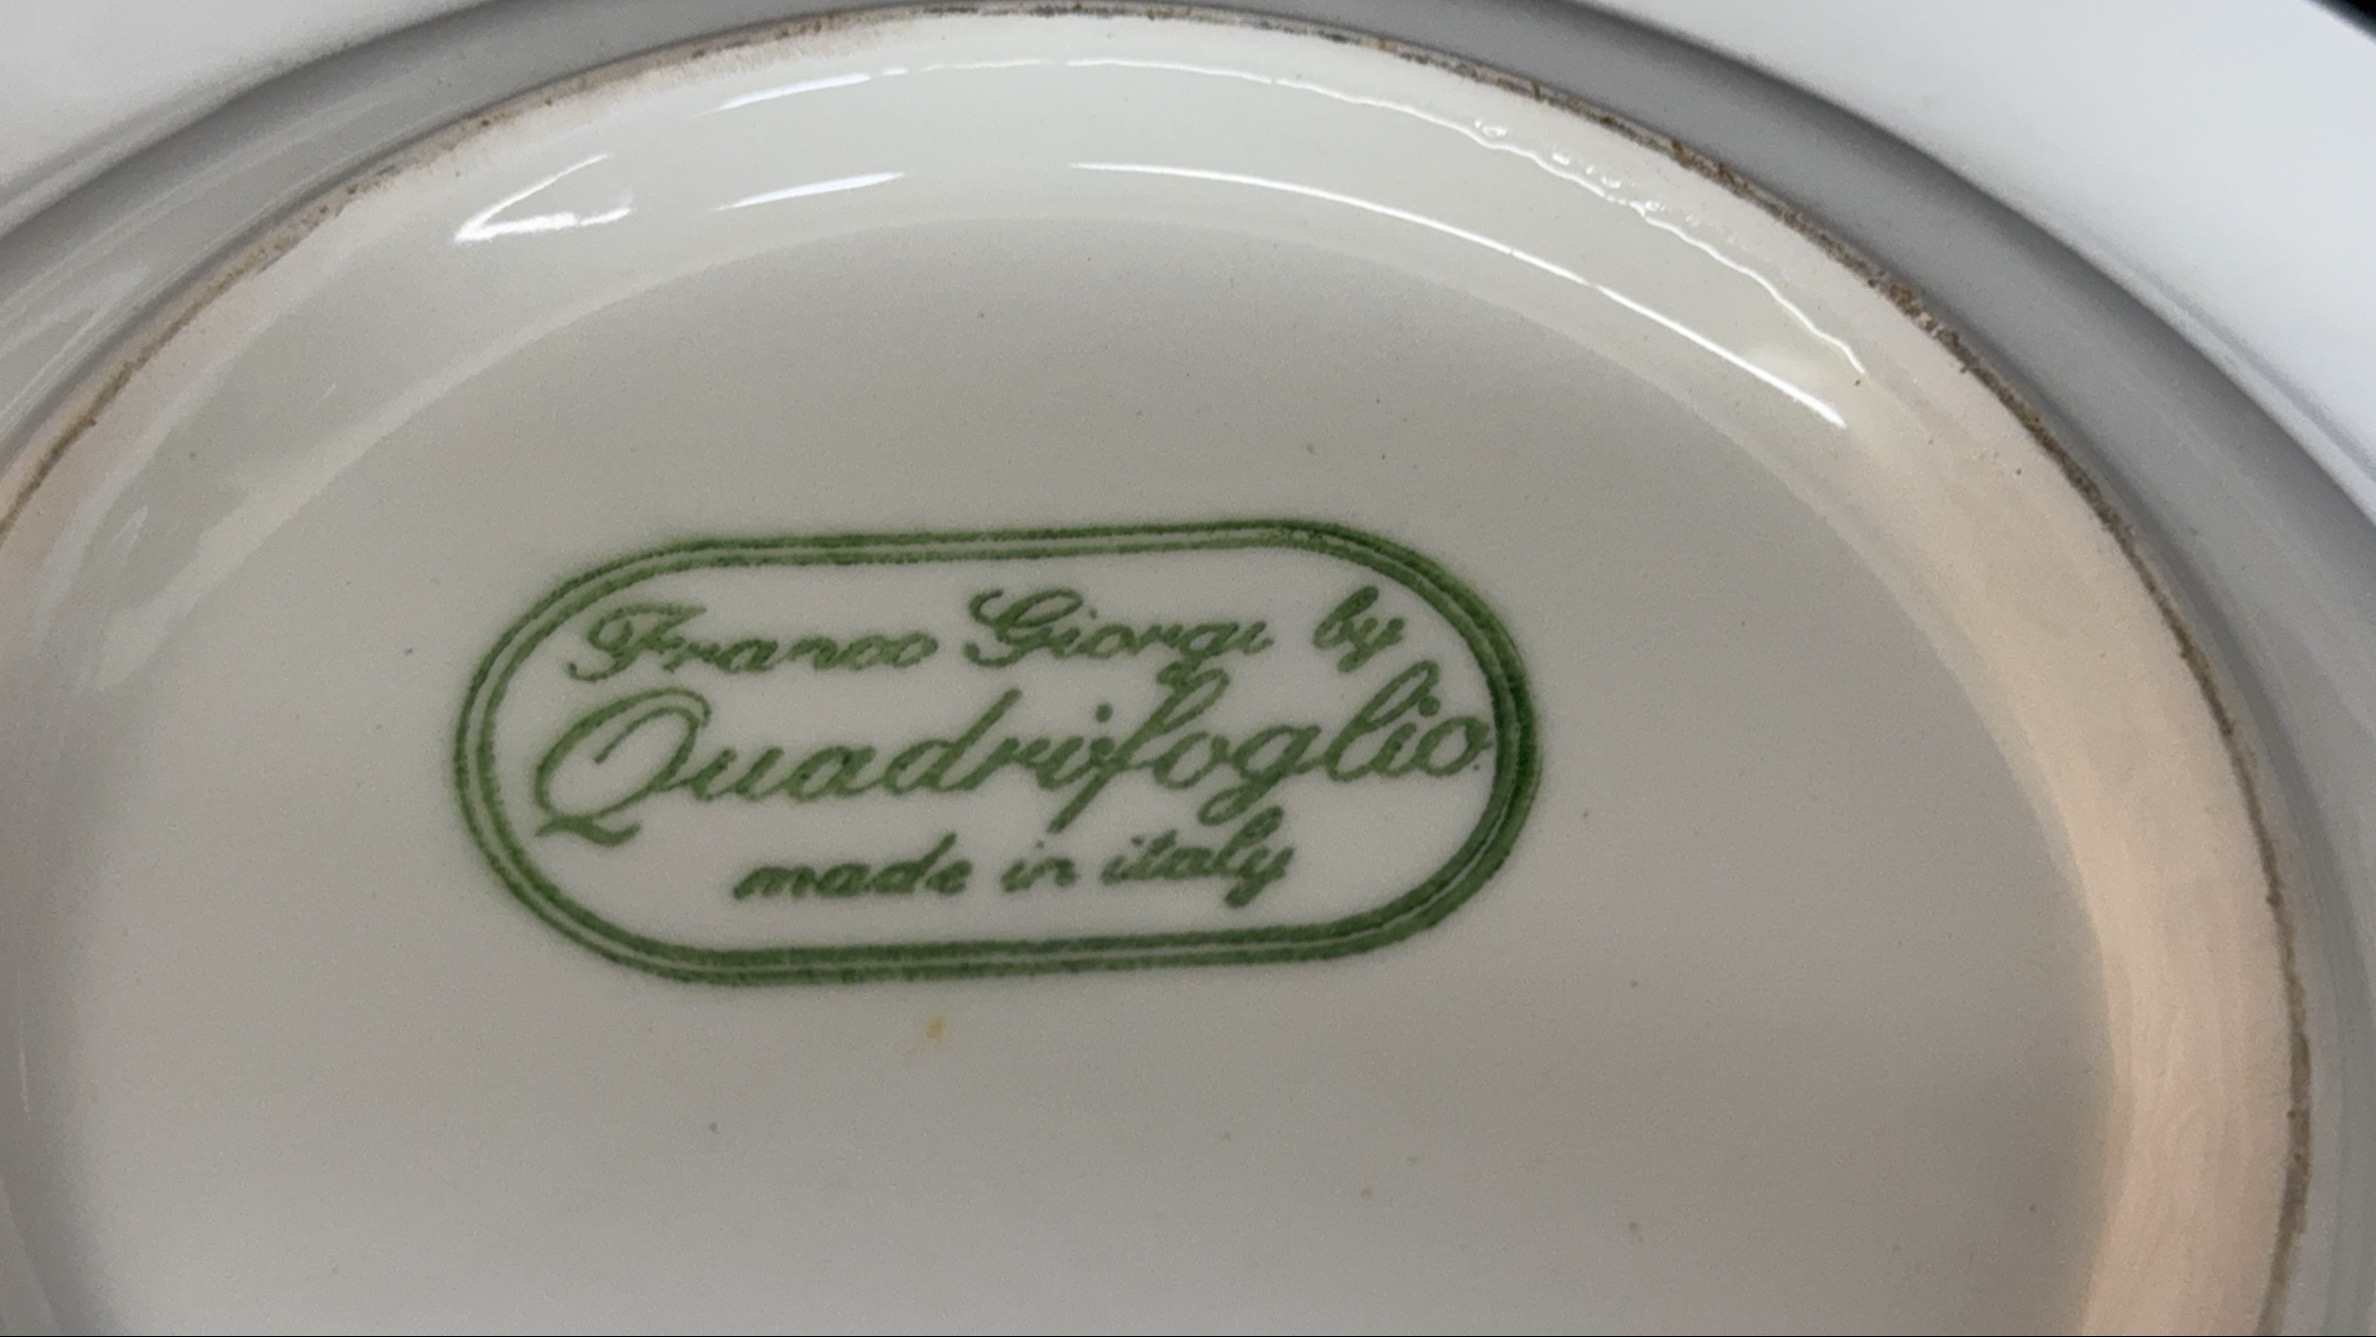 Franco Giorgi by
Quadrifoglio
made in italy